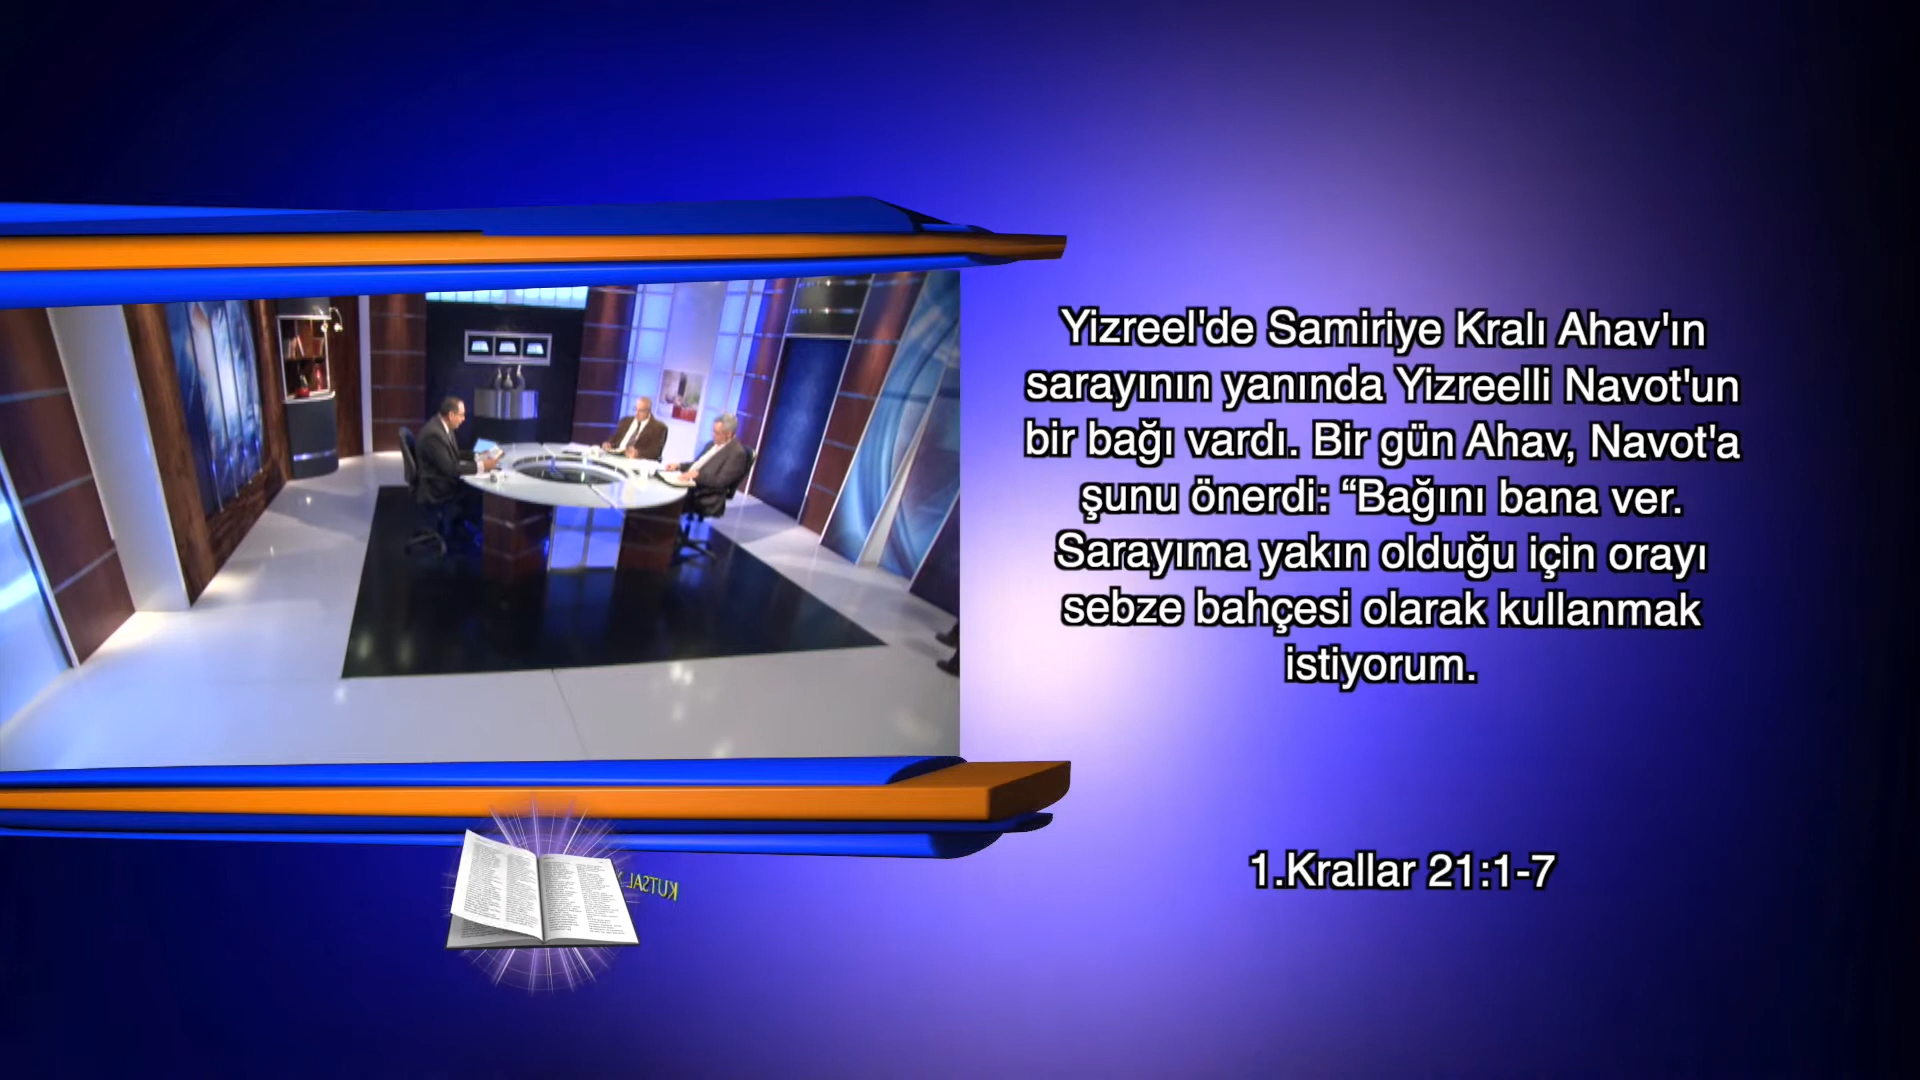 Yizreel'de Samiriye Kralı Ahav'ın
sarayının yanında Yizreelli Navot'un
bir bağı vardı. Bir gün Ahav, Navot'a
şunu önerdi: “Bağını bana ver.
Sarayıma yakın olduğu için orayı
sebze bahçesi olarak kullanmak
istiyorum.
1.Krallar 21:1-7
KUTSAL